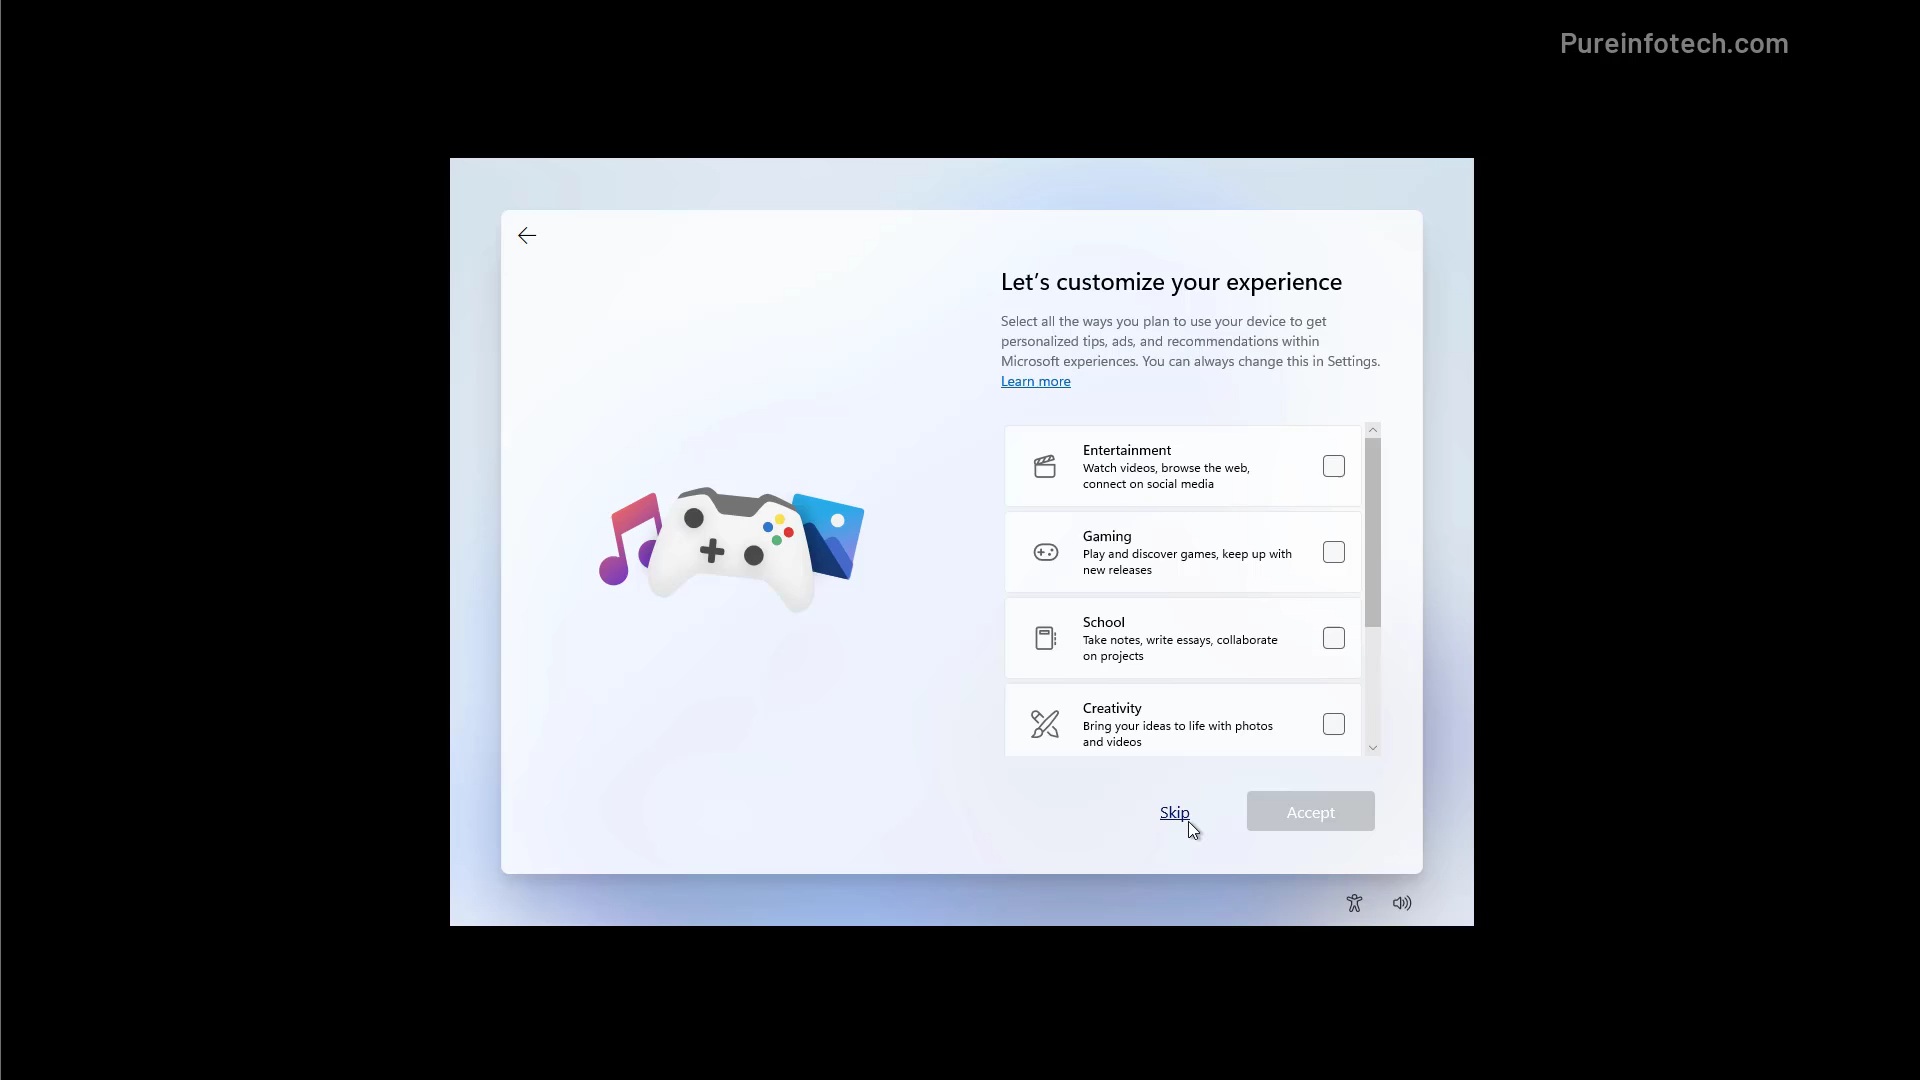 Pureinfotech.com
Let's customize your experience
Select all the ways you plan to use your device to get
personalized tips, ads, and recommendations within
Microsoft experiences. You can always change this in Settings.
Learn more
Entertainment
Watch videos, browse the web,
connect on social media
Gaming
Play and discover games, keep up with
new releases
School
Take notes, write essays, collaborate
on projects
Creativity
Bring your ideas to life with photos
and videos
Skip
Accept